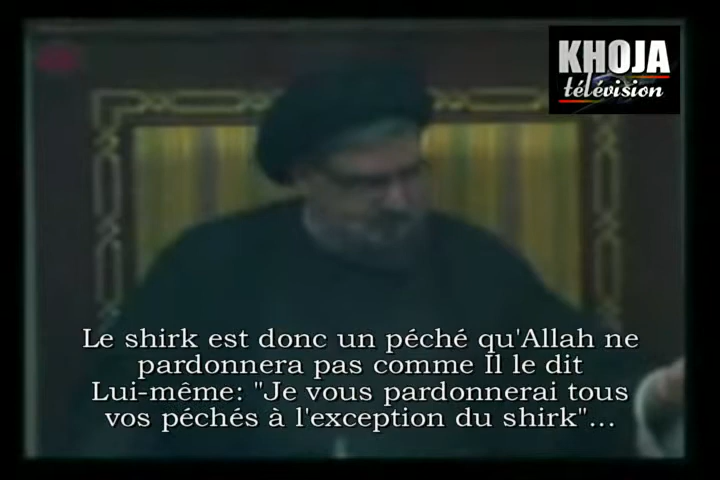 KHOJA
télévision
Le shirk est donc un péché qu'Allah ne
pardonnera pas comme Il le dit
Lui-même: "Je vous pardonnerai tous
vos péchés à l'exception du shirk"...